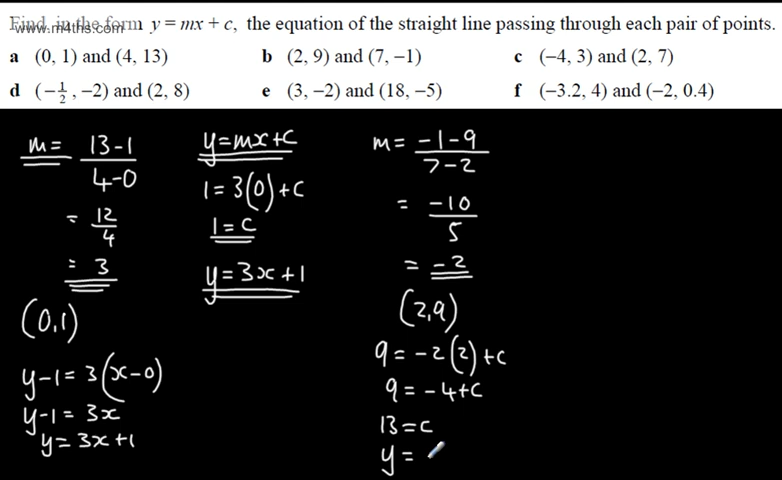 Find, in the form y = mx + c, the equation of the straight line passing through each pair of points.
www.m4ths.com
a (0, 1) and (4, 13) b (2, 9) and (7, −1) c (−4, 3) and (2, 7)
d (−1/2, −2) and (2, 8) e (3, −2) and (18, −5) f (−3.2, 4) and (−2, 0.4)
m = 13-1/4-0
= 12/4
= 3
(0,1)
y-1 = 3(x-0)
y-1 = 3x
y = 3x+1
y=mx+c
1 = 3(0)+c
1 = c
y = 3x+1
m = -1-9/7-2
= -10/5
= -2
(2,9)
9 = -2(2)+c
9 = -4+c
13 = c
y =